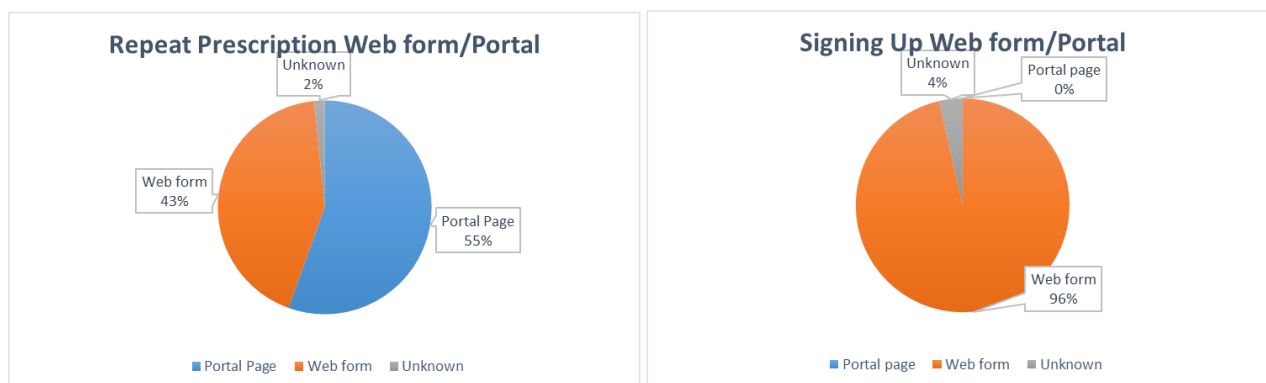 Repeat Prescription Web form/Portal
Unknown
2%
Web form
43%
Portal Page
55%
Portal Page Web form Unknown
Signing Up Web form/Portal
Unknown
4%
Portal page
0%
Web form
96%
Portal page Web form Unknown